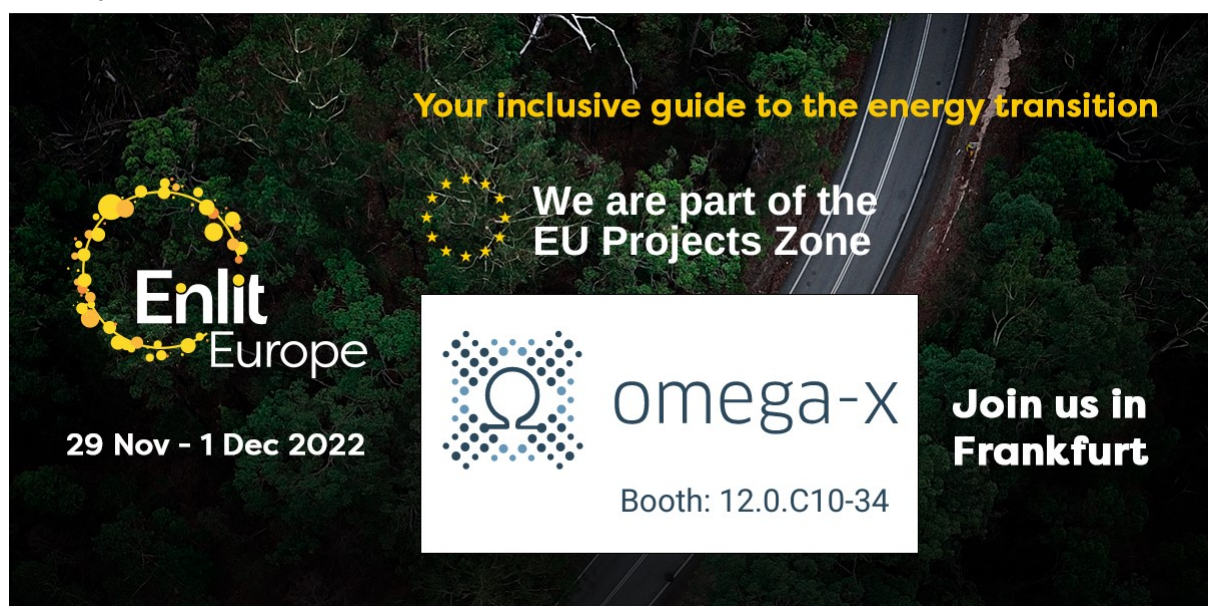 Your inclusive guide to the energy transition
We are part of the
EU Projects Zone
Enlit
Europe
29 Nov - 1 Dec 2022
Ω
omega-x
Booth: 12.0.C10-34
Join us in
Frankfurt